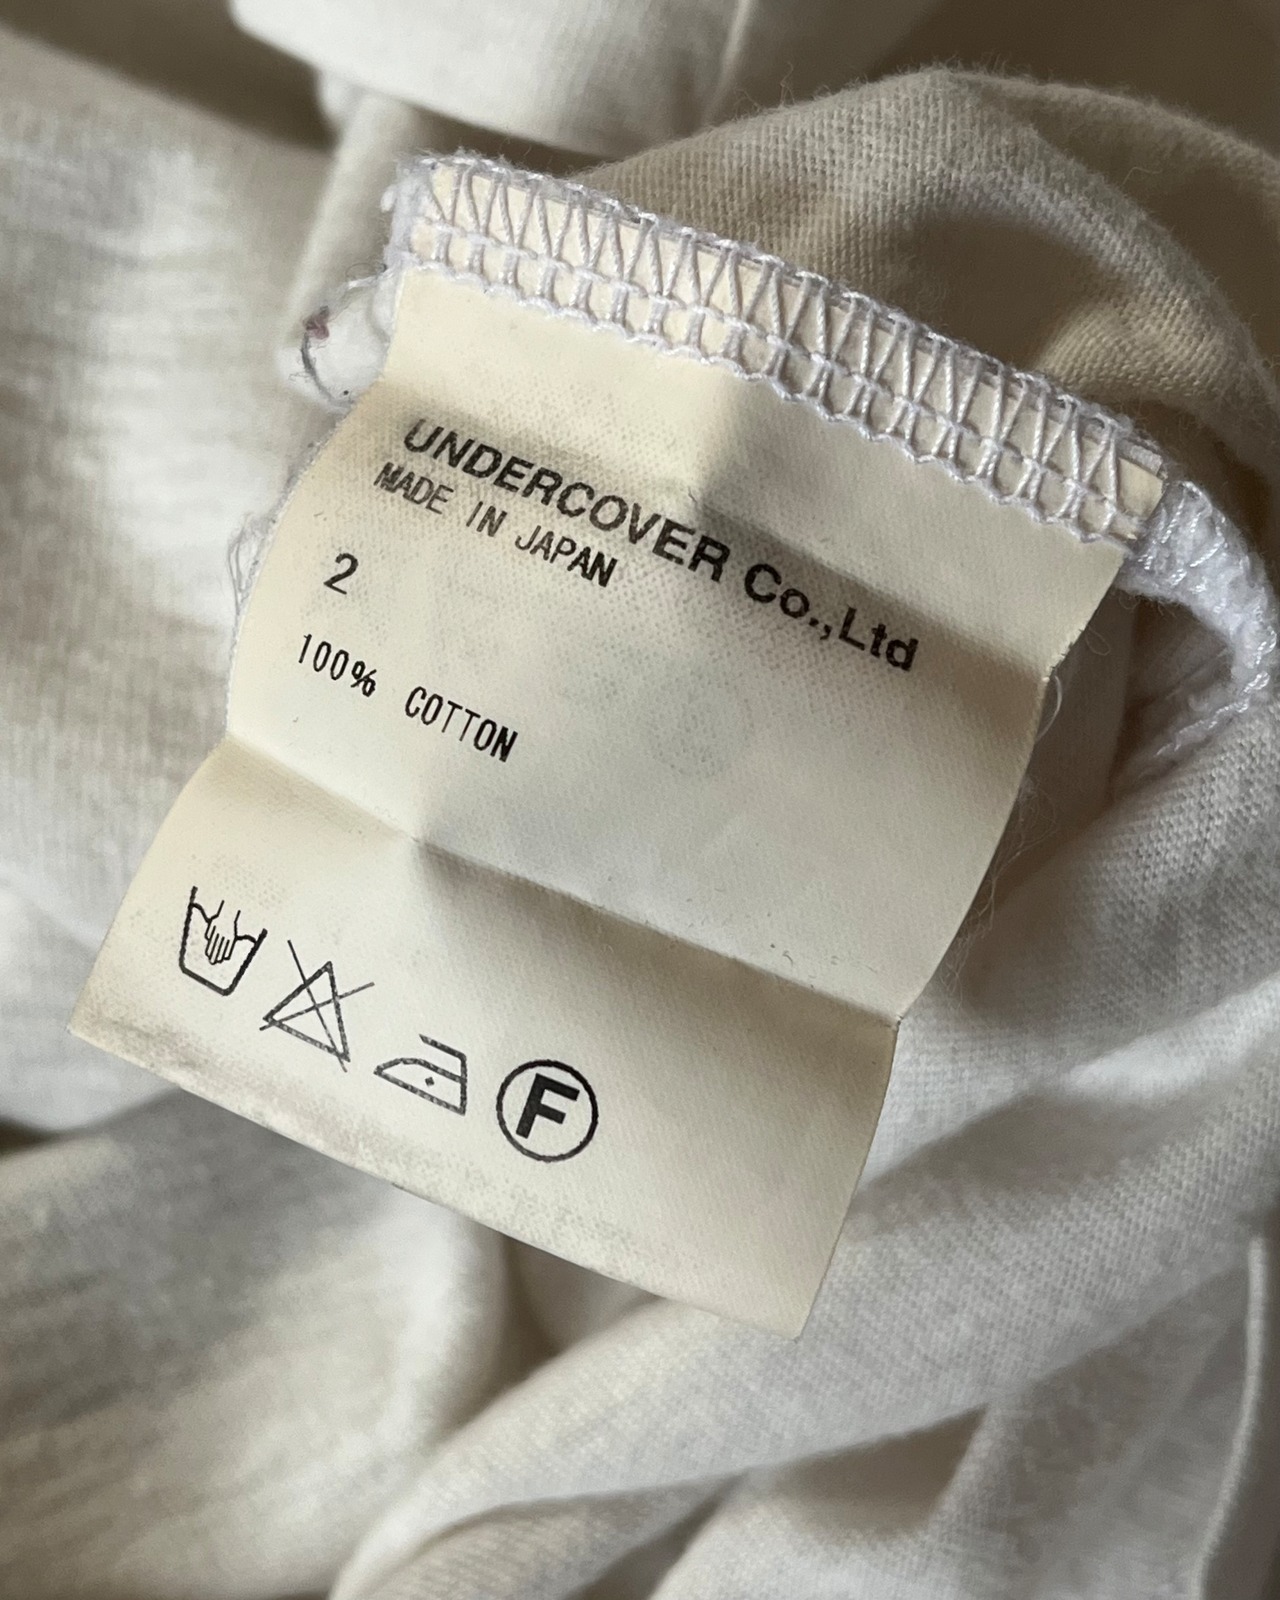 UNDERCOVER Co.,Ltd
MADE IN JAPAN
2
100% COTTON
F